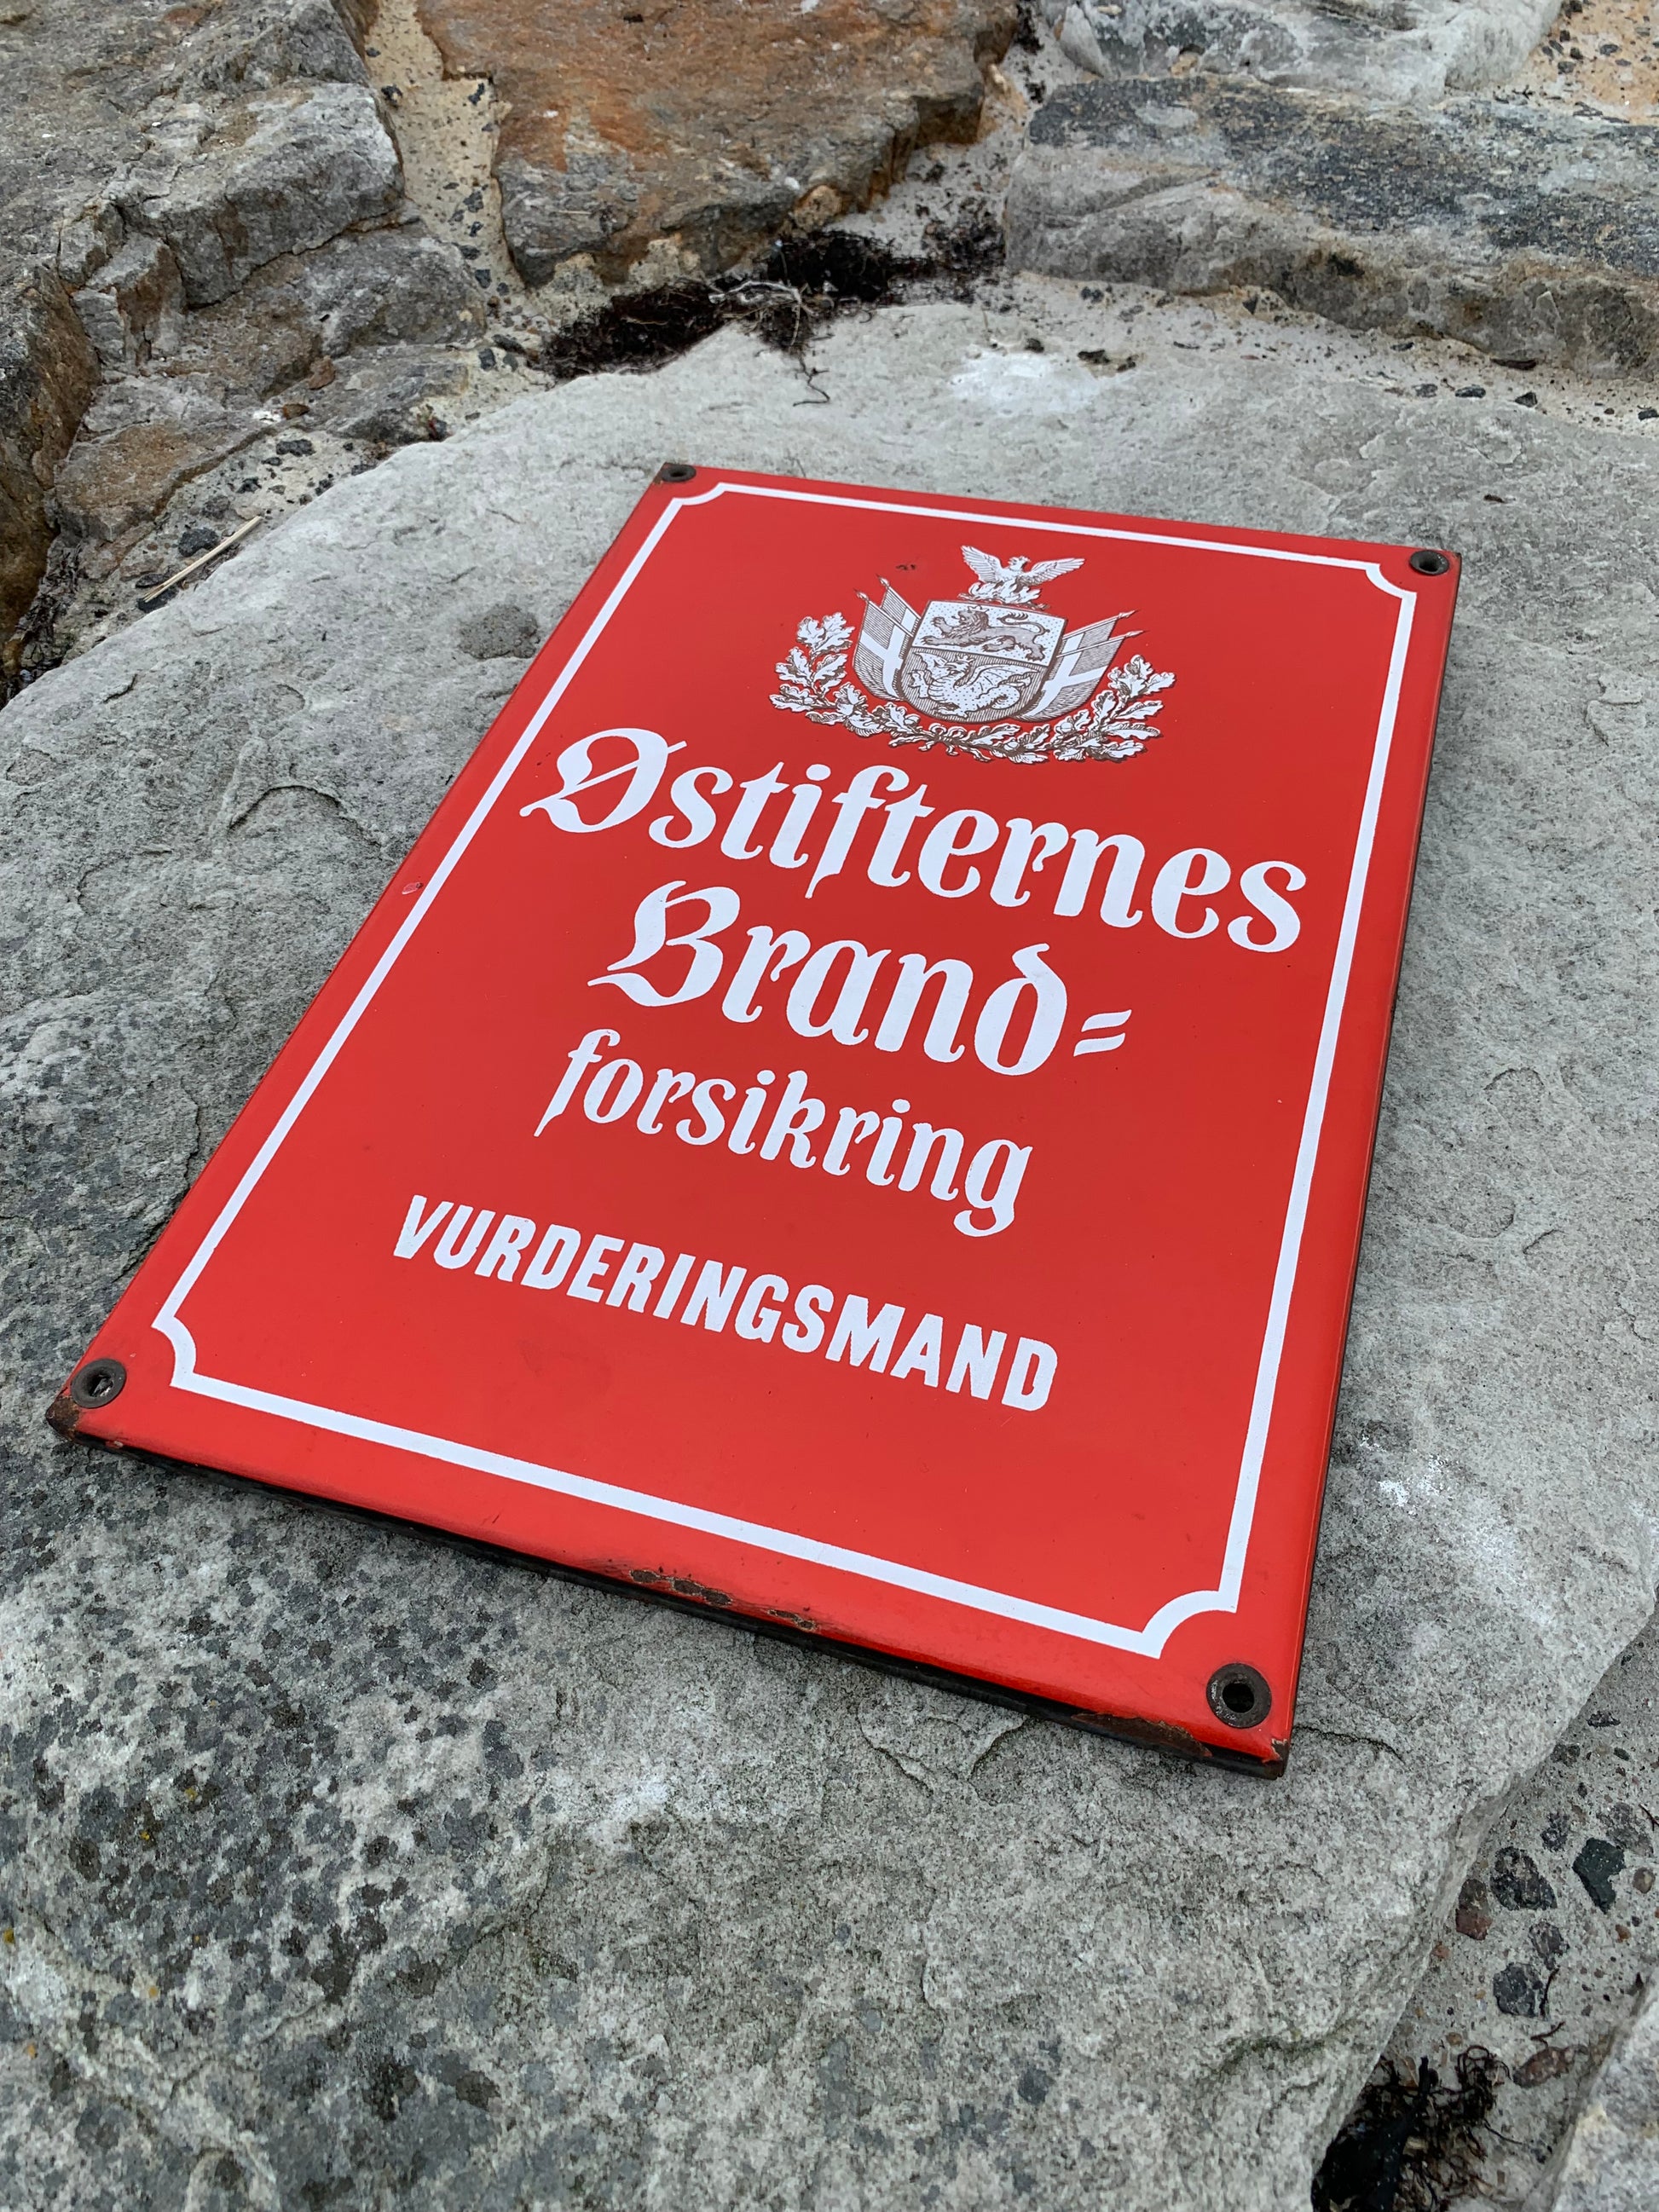 Østifternes
Brand=
forsikring
VURDERINGSMAND